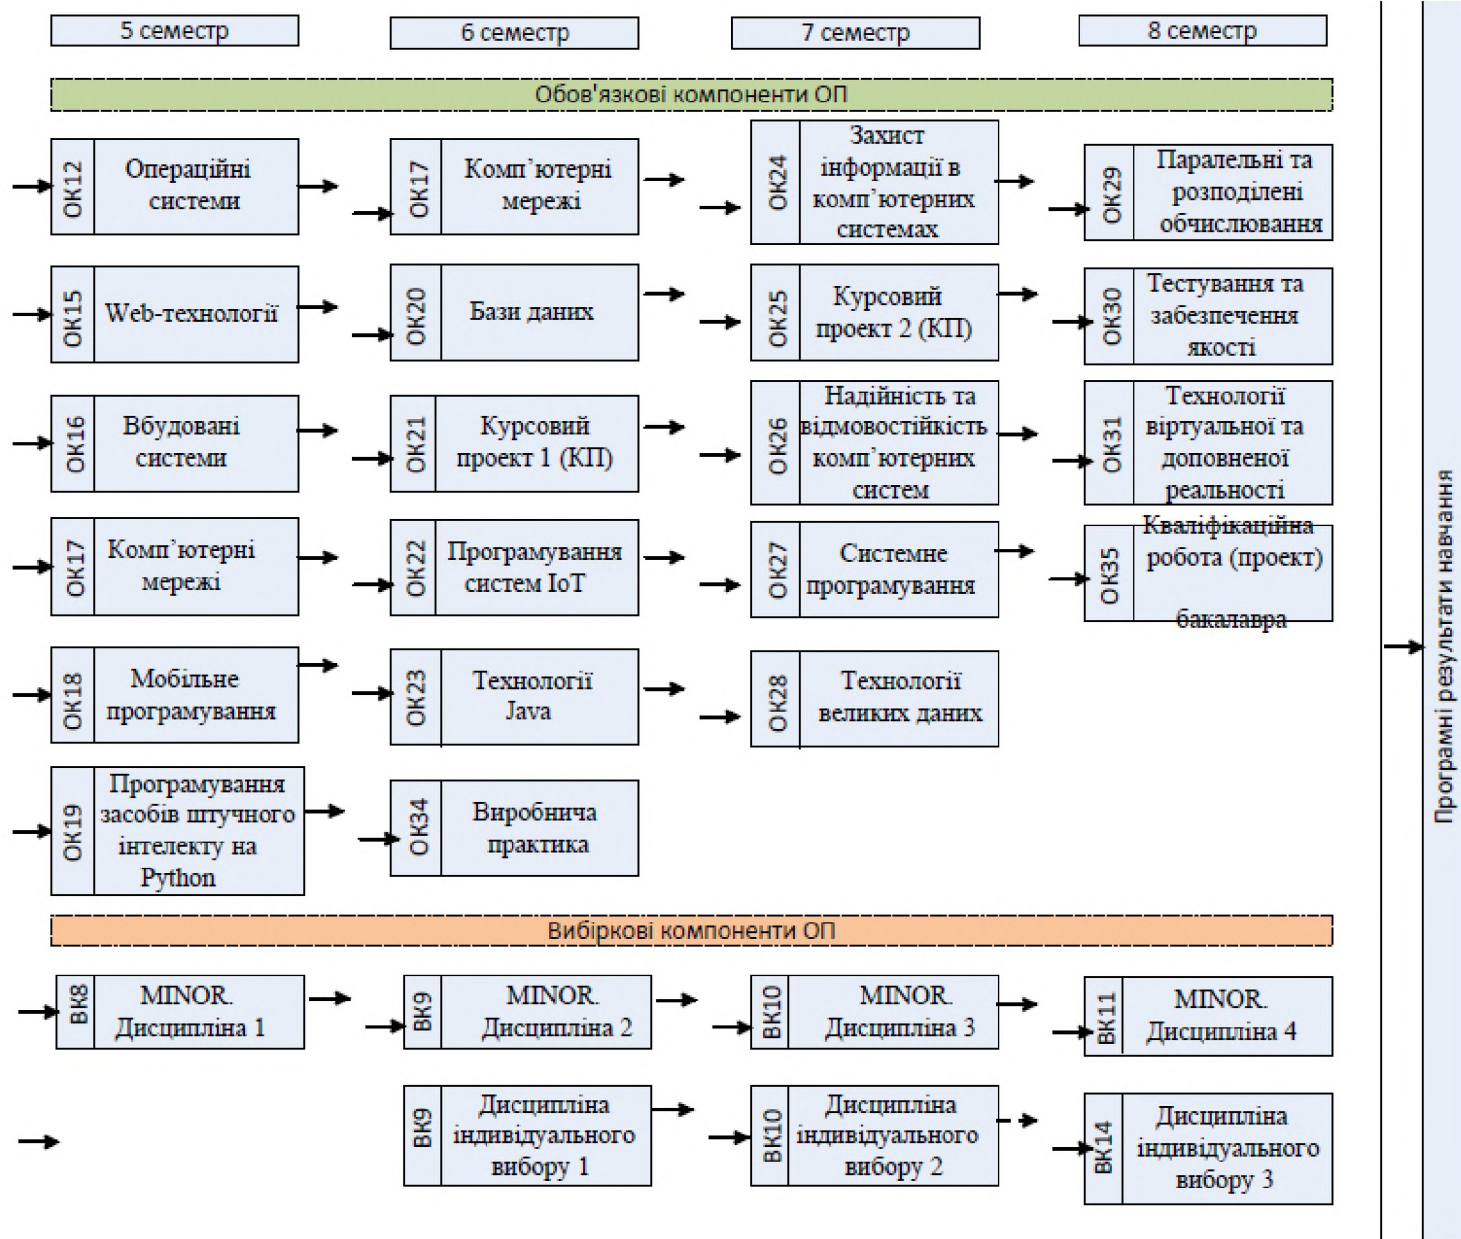 5 семестр
6 семестр
7 семестр
8 семестр
Обов'язкові компоненти ОП
ОК12
Операційні
системи
ОК17
Комп’ютерні
мережі
ОК24
Захист
інформації в
комп’ютерних
системах
ОК29
Паралельні та
розподілені
обчислювання
ОК15
Web-технології
ОК20
Бази даних
ОК25
Курсовий
проект 2 (КП)
ОК30
Тестування та
забезпечення
якості
ОК16
Вбудовані
системи
ОК21
Курсовий
проект 1 (КП)
ОК26
Надійність та
відмовостійкість
комп’ютерних
систем
ОК31
Технології
віртуальної та
доповненої
реальності
ОК17
Комп’ютерні
мережі
ОК22
Програмування
систем IoT
ОК27
Системне
програмування
ОК35
Кваліфікаційна
робота (проект)
бакалавра
ОК18
Мобільне
програмування
ОК23
Технології
Java
ОК28
Технології
великих даних
ОК19
Програмування
засобів штучного
інтелекту на
Python
ОК34
Виробнича
практика
Вибіркові компоненти ОП
ВК8
MINOR.
Дисципліна 1
ВК9
MINOR.
Дисципліна 2
ВК10
MINOR.
Дисципліна 3
ВК11
MINOR.
Дисципліна 4
ВК9
Дисципліна
індивідуального
вибору 1
ВК10
Дисципліна
індивідуального
вибору 2
ВК14
Дисципліна
індивідуального
вибору 3
Програмні результати навчання